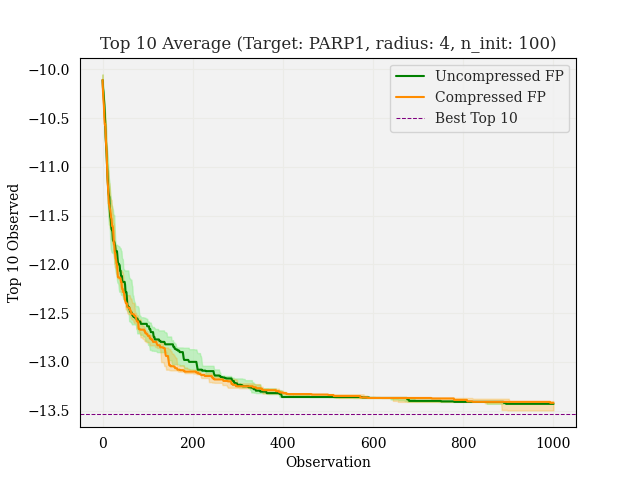 Top 10 Average (Target: PARP1, radius: 4, n_init: 100)
Uncompressed FP
Compressed FP
Best Top 10
Top 10 Observed
−10.0
−10.5
−11.0
−11.5
−12.0
−12.5
−13.0
−13.5
0 200 400 600 800 1000
Observation